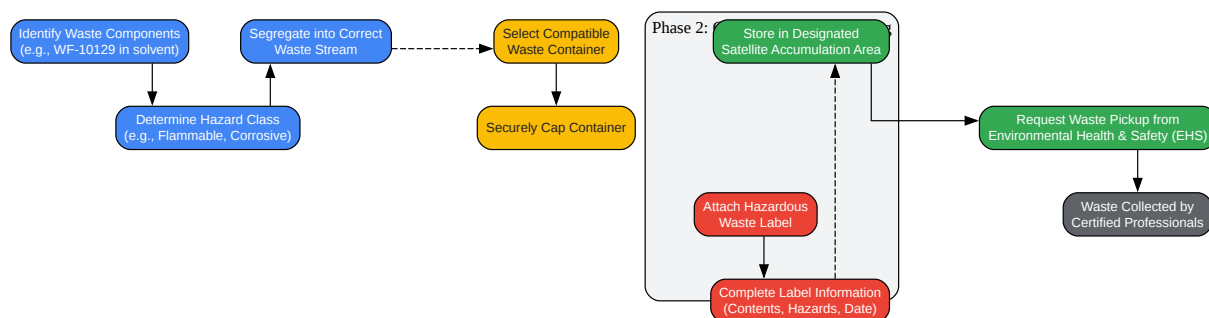 Identify Waste Components
(e.g., WF-10129 in solvent)
Determine Hazard Class
(e.g., Flammable, Corrosive)
Segregate into Correct
Waste Stream
Select Compatible
Waste Container
Securely Cap Container
Phase 2:
Store in Designated
Satellite Accumulation Area
Attach Hazardous
Waste Label
Complete Label Information
(Contents, Hazards, Date)
Request Waste Pickup from
Environmental Health & Safety (EHS)
Waste Collected by
Certified Professionals